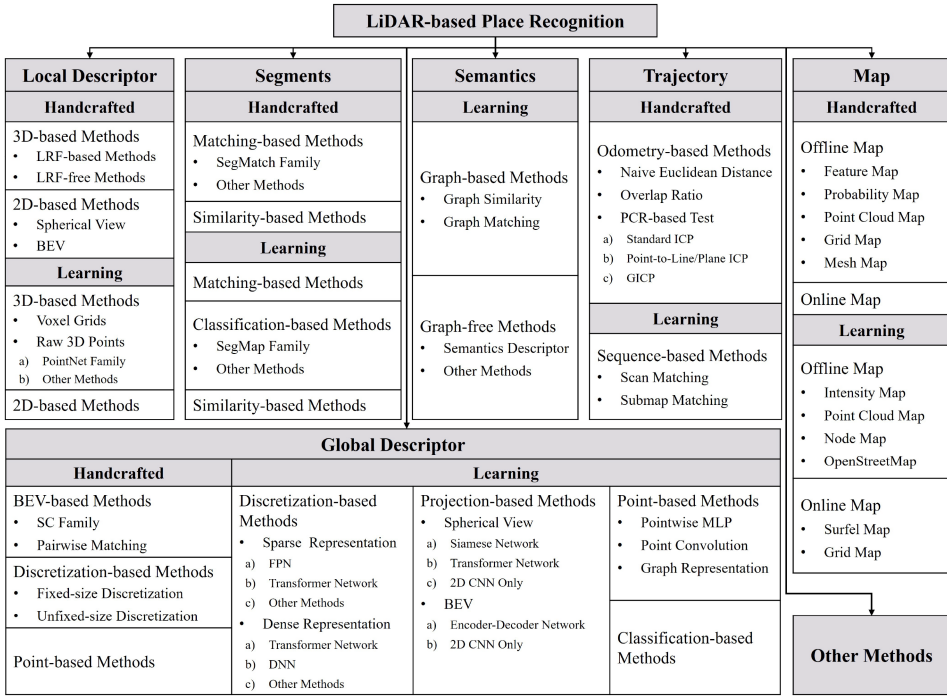 LiDAR-based Place Recognition
Local Descriptor
Handcrafted
3D-based Methods
• LRF-based Methods
• LRF-free Methods
2D-based Methods
• Spherical View
• BEV
Learning
3D-based Methods
• Voxel Grids
• Raw 3D Points
a) PointNet Family
b) Other Methods
2D-based Methods
Segments
Handcrafted
Matching-based Methods
• SegMatch Family
• Other Methods
Similarity-based Methods
Learning
Matching-based Methods
Classification-based Methods
• SegMap Family
• Other Methods
Similarity-based Methods
Semantics
Learning
Graph-based Methods
• Graph Similarity
• Graph Matching
Graph-free Methods
• Semantics Descriptor
• Other Methods
Trajectory
Handcrafted
Odometry-based Methods
• Naive Euclidean Distance
• Overlap Ratio
• PCR-based Test
a) Standard ICP
b) Point-to-Line/Plane ICP
c) GICP
Learning
Sequence-based Methods
• Scan Matching
• Submap Matching
Map
Handcrafted
Offline Map
• Feature Map
• Probability Map
• Point Cloud Map
• Grid Map
• Mesh Map
Online Map
Learning
Offline Map
• Intensity Map
• Point Cloud Map
• Node Map
• OpenStreetMap
Online Map
• Surfel Map
• Grid Map
Global Descriptor
Handcrafted
BEV-based Methods
• SC Family
• Pairwise Matching
Discretization-based Methods
• Fixed-size Discretization
• Unfixed-size Discretization
Point-based Methods
Learning
Discretization-based
Methods
• Sparse Representation
a) FPN
b) Transformer Network
c) Other Methods
• Dense Representation
a) Transformer Network
b) DNN
c) Other Methods
Projection-based Methods
• Spherical View
a) Siamese Network
b) Transformer Network
c) 2D CNN Only
• BEV
a) Encoder-Decoder Network
b) 2D CNN Only
Point-based Methods
• Pointwise MLP
• Point Convolution
• Graph Representation
Classification-based
Methods
Other Methods